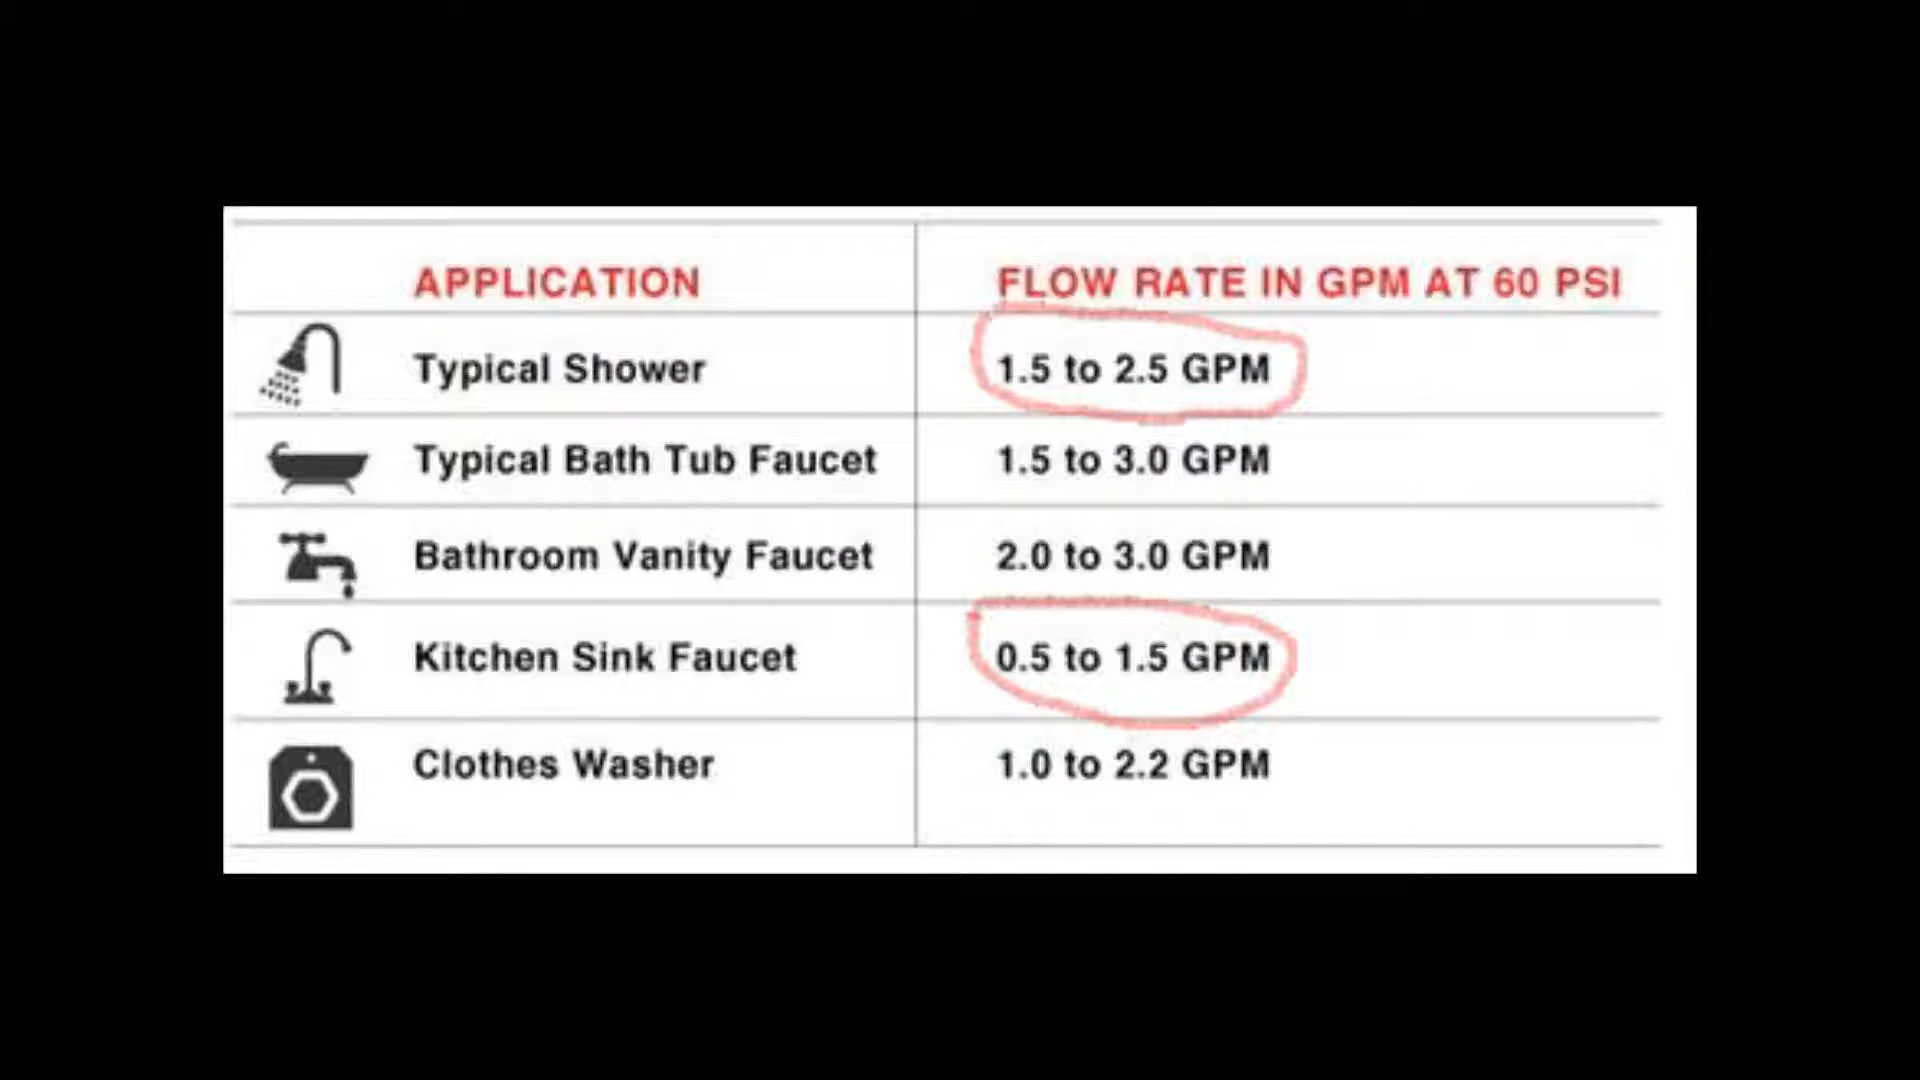 APPLICATION FLOW RATE IN GPM AT 60 PSI
Typical Shower 1.5 to 2.5 GPM
Typical Bath Tub Faucet 1.5 to 3.0 GPM
Bathroom Vanity Faucet 2.0 to 3.0 GPM
Kitchen Sink Faucet 0.5 to 1.5 GPM
Clothes Washer 1.0 to 2.2 GPM